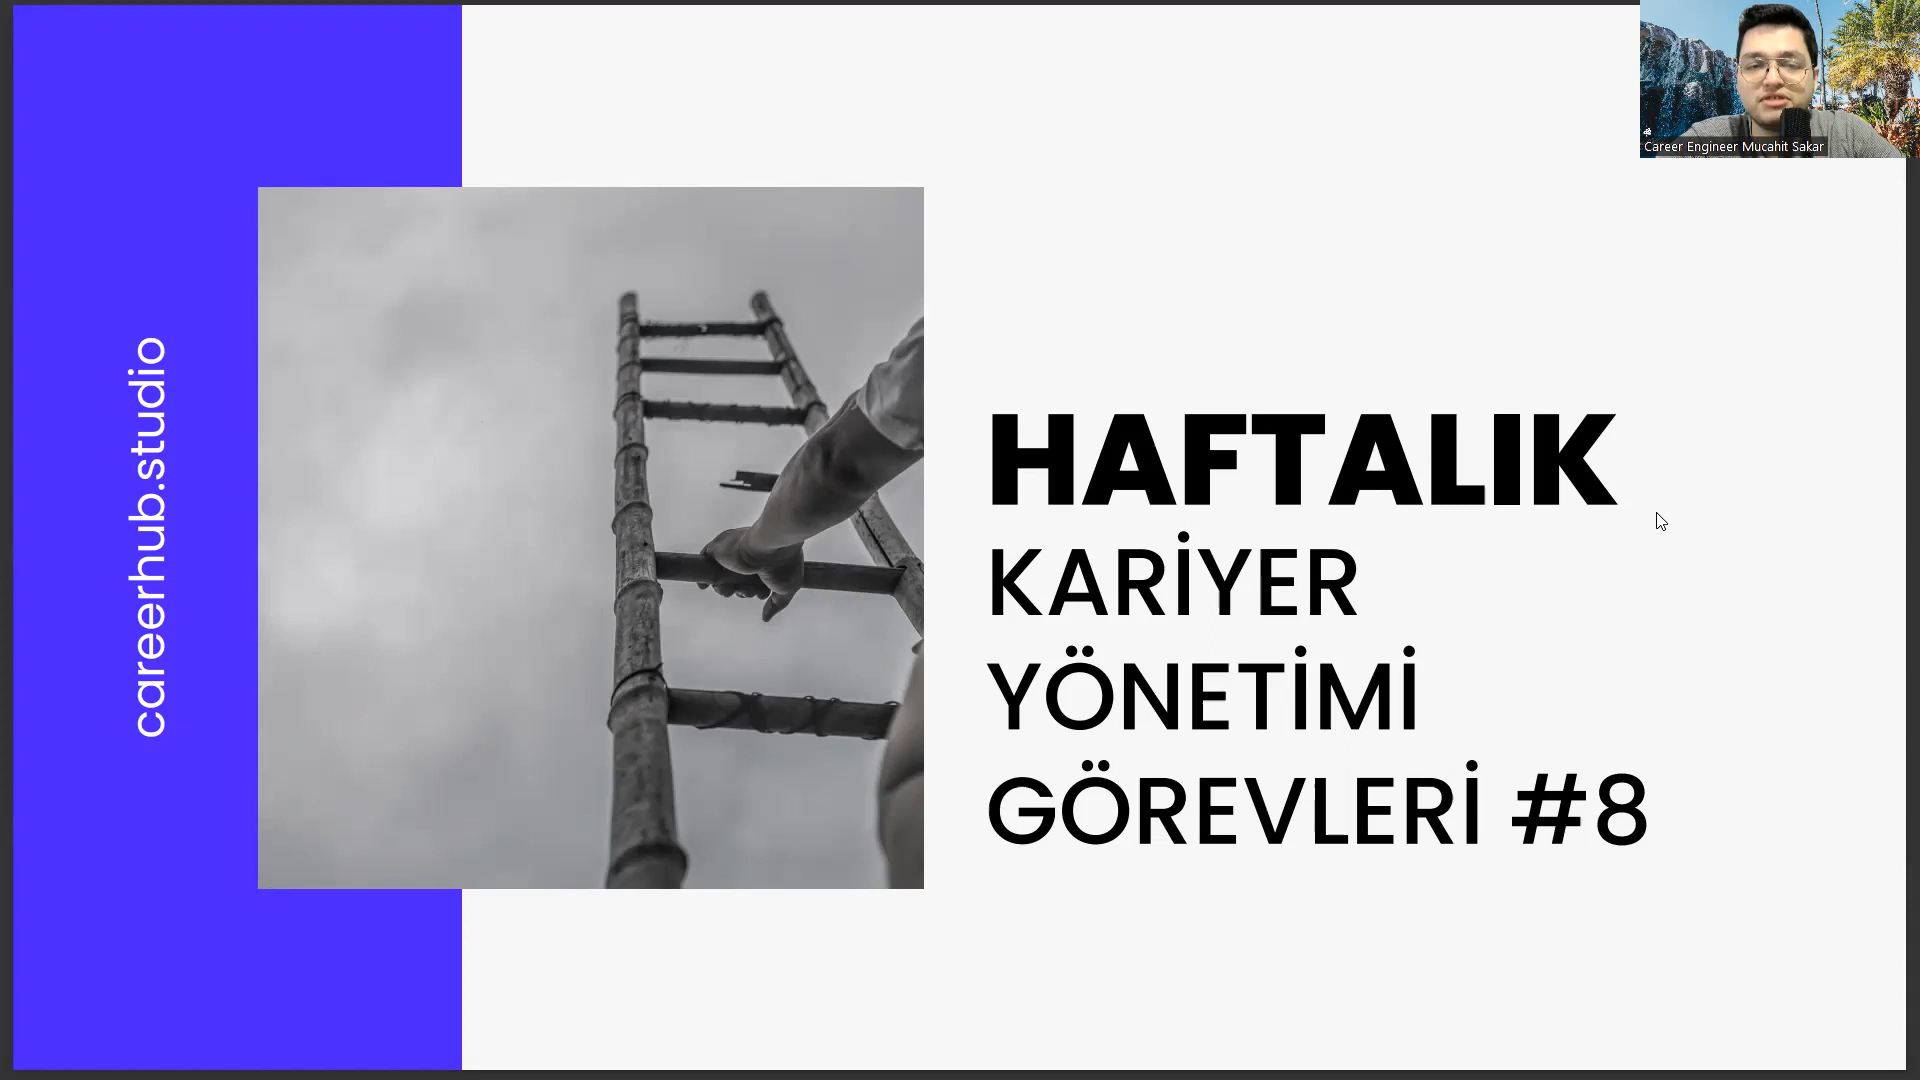 careerhub.studio
HAFTALIK
KARİYER
YÖNETİMİ
GÖREVLERİ #8
Career Engineer Mucahit Sakar